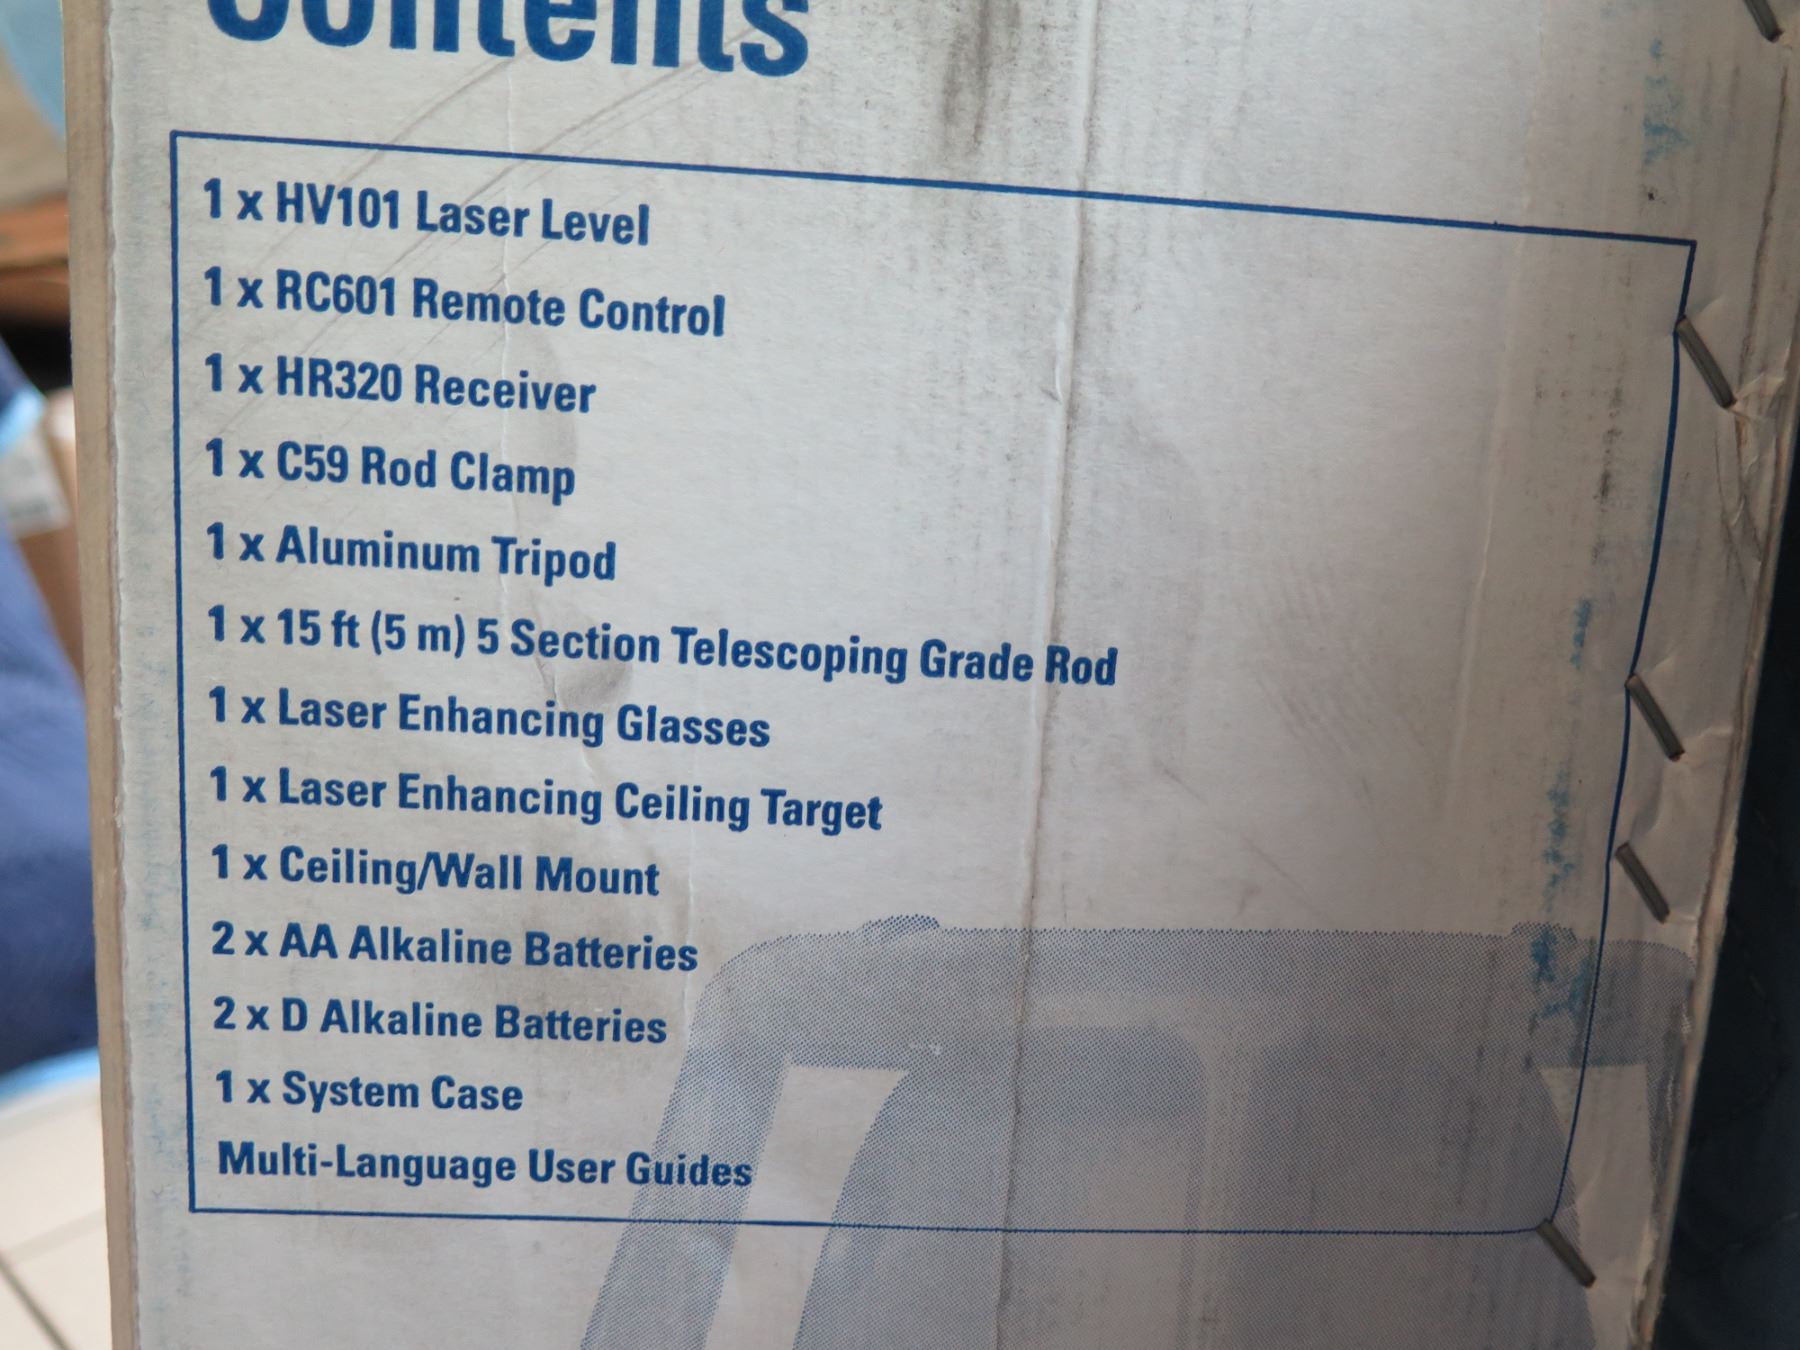 Contents
1 x HV101 Laser Level
1 x RC601 Remote Control
1 x HR320 Receiver
1 x C59 Rod Clamp
1 x Aluminum Tripod
1 x 15 ft (5 m) 5 Section Telescoping Grade Rod
1 x Laser Enhancing Glasses
1 x Laser Enhancing Ceiling Target
1 x Ceiling/Wall Mount
2 x AA Alkaline Batteries
2 x D Alkaline Batteries
1 x System Case
Multi-Language User Guides